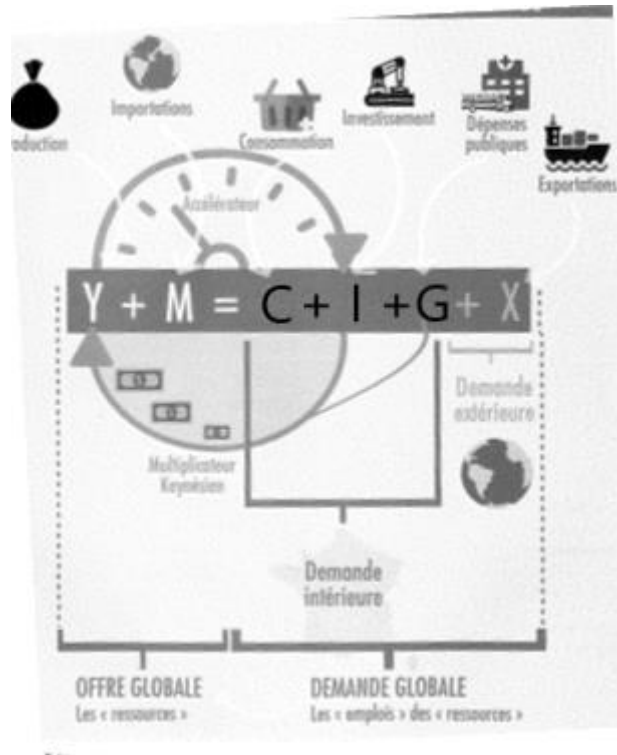 Importations
Consommation
Investissement
Dépenses
publiques
Exportations
Accélérateur
Y + M = C + I + G + X
Multiplicateur
Keynésien
Demande
extérieure
Demande
intérieure
OFFRE GLOBALE
Les « ressources »
DEMANDE GLOBALE
Les « emplois » des « ressources »